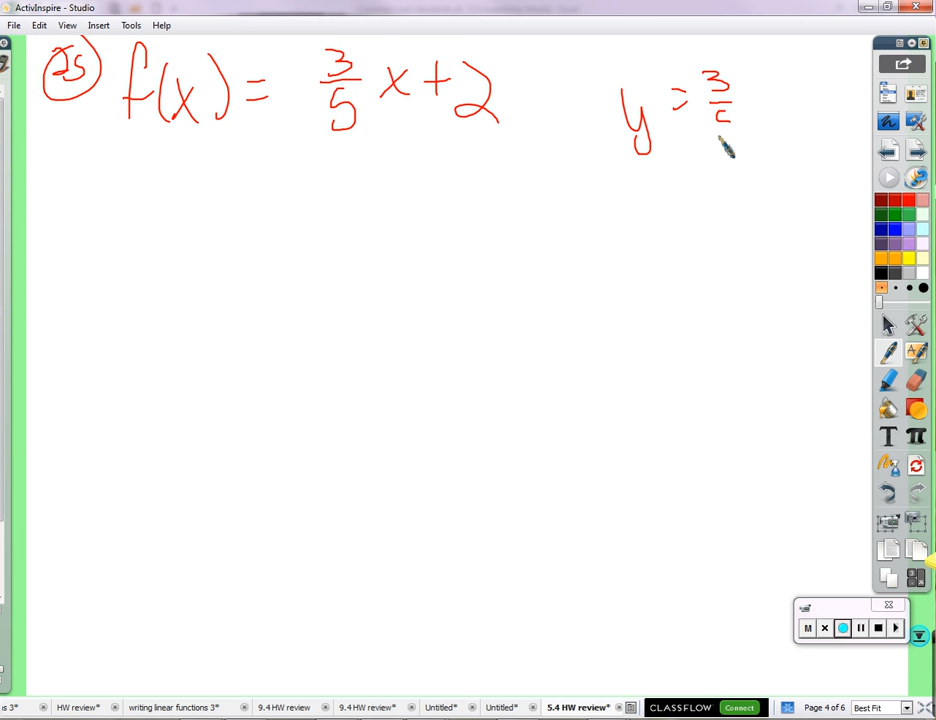 ActivInspire - Studio
File Edit View Insert Tools Help
25 f(x) = 3/5 x + 2
y = 3/
M
is 3* HW review* writing linear functions 3* 9.4 HW review 9.4 HW review* Untitled* Untitled* 5.4 HW review* CLASSFLOW Connect Page 4 of 6 Best Fit